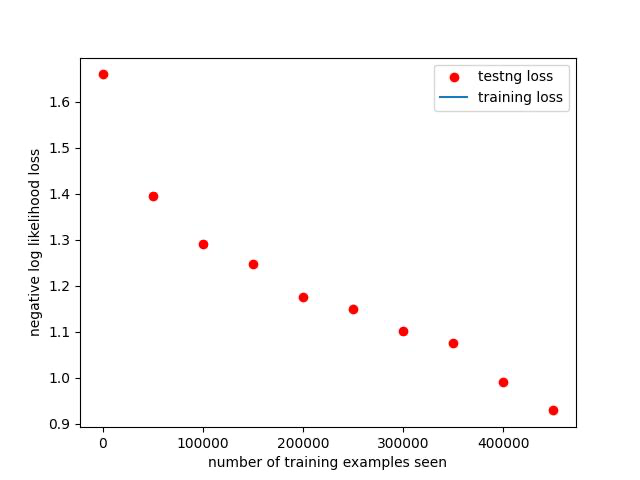 testng loss
training loss
1.6
1.5
1.4
1.3
1.2
1.1
1.0
0.9
negative log likelihood loss
0 100000 200000 300000 400000
number of training examples seen